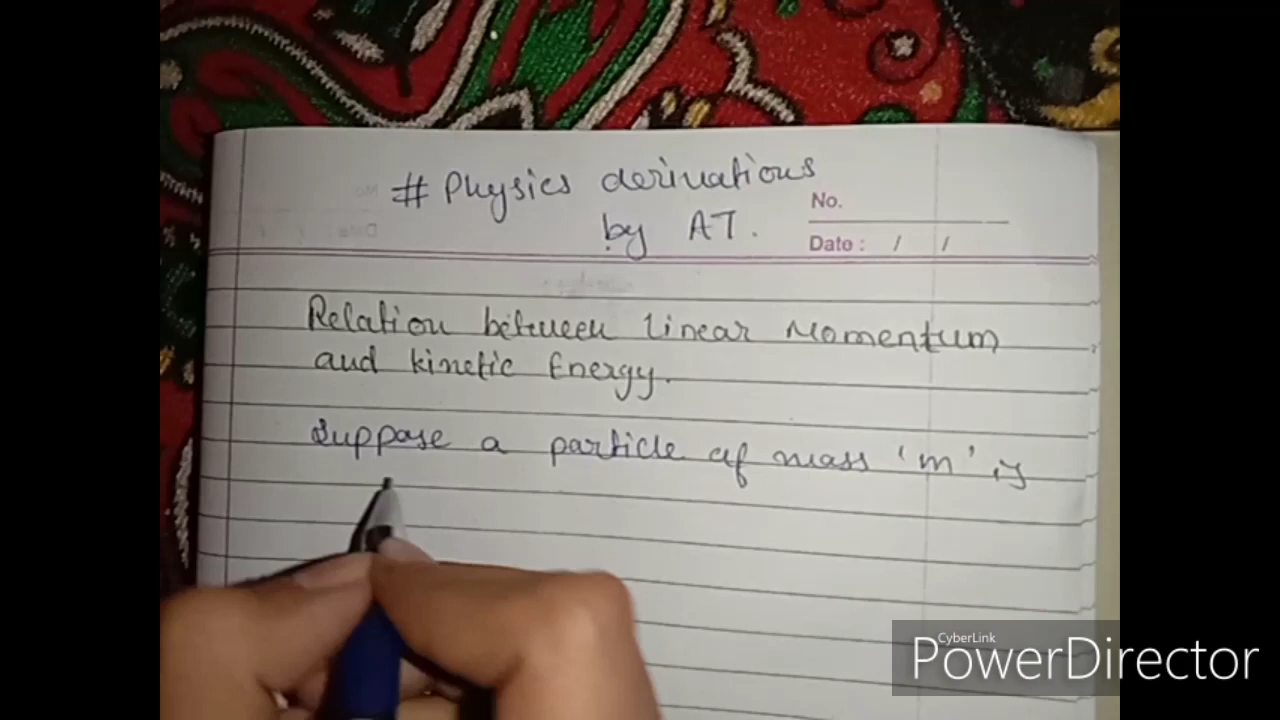 # Physics derivations
by AT.
No.
Date : / /
Relation between Linear Momentum
and kinetic Energy.
Suppose a particle of mass 'm' is
CyberLink
PowerDirector